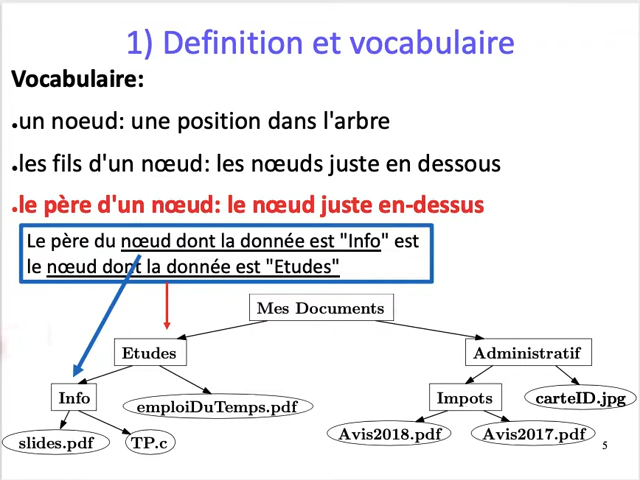 1) Definition et vocabulaire
Vocabulaire:
•un noeud: une position dans l'arbre
•les fils d'un nœud: les nœuds juste en dessous
•le père d'un nœud: le nœud juste en-dessus
Le père du nœud dont la donnée est "Info" est
le nœud dont la donnée est "Etudes"
Mes Documents
Etudes
Administratif
Info
emploiDuTemps.pdf
Impots
carteID.jpg
slides.pdf
TP.c
Avis2018.pdf
Avis2017.pdf
5